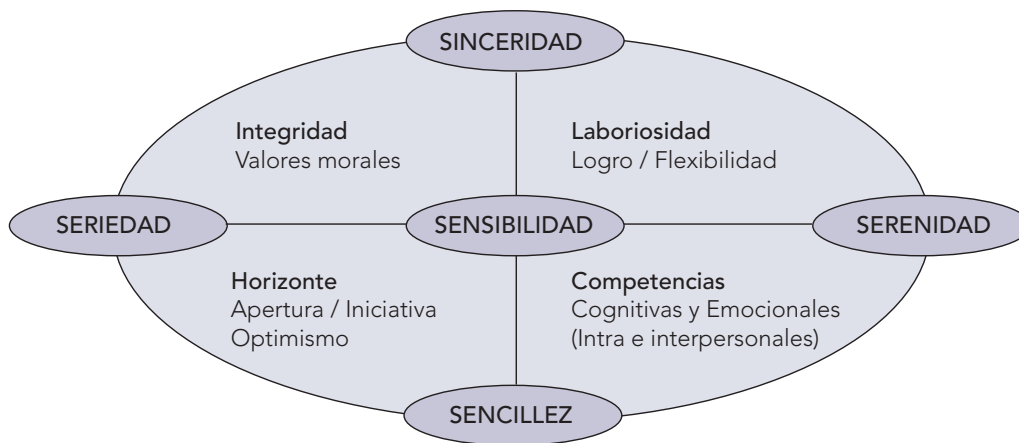 SINCERIDAD
Integridad
Valores morales
Laboriosidad
Logro / Flexibilidad
SERIEDAD
SENSIBILIDAD
SERENIDAD
Horizonte
Apertura / Iniciativa
Optimismo
Competencias
Cognitivas y Emocionales
(Intra e interpersonales)
SENCILLEZ